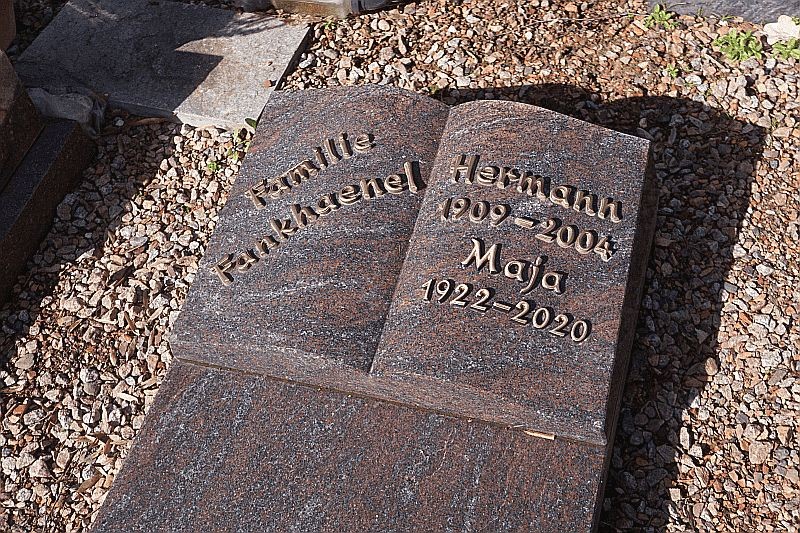 Familie
Fankhaenel
Hermann
1909-2004
Maja
1922-2020